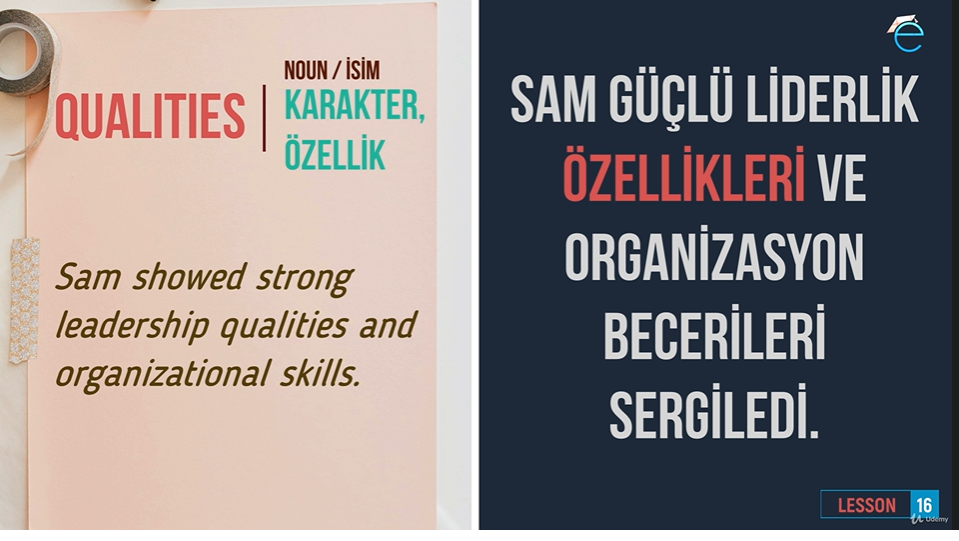 QUALITIES
NOUN / İSİM
KARAKTER,
ÖZELLİK
Sam showed strong
leadership qualities and
organizational skills.
e
SAM GÜÇLÜ LİDERLİK
ÖZELLİKLERİ VE
ORGANİZASYON
BECERİLERİ
SERGİLEDİ.
LESSON 16
Udemy